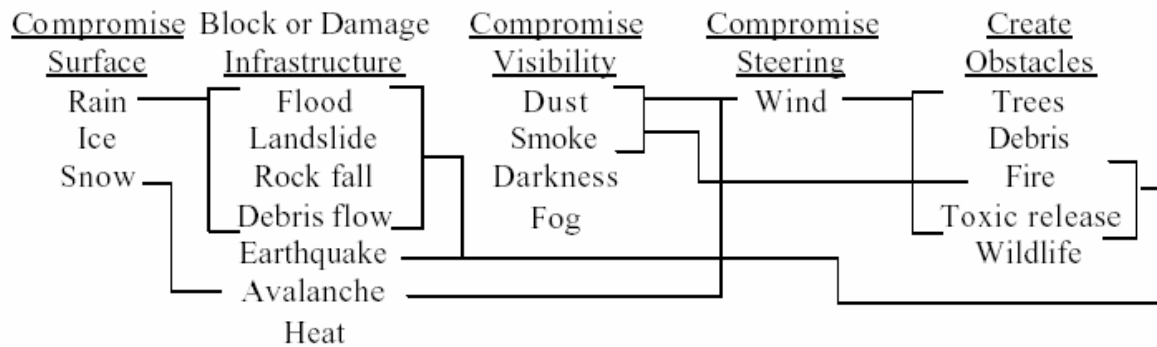 Compromise Block or Damage Compromise Compromise Create
Surface Infrastructure Visibility Steering Obstacles
Rain Flood Dust Wind Trees
Ice Landslide Smoke Debris
Snow Rock fall Darkness Fire
Debris flow Fog Toxic release
Earthquake Wildlife
Avalanche
Heat